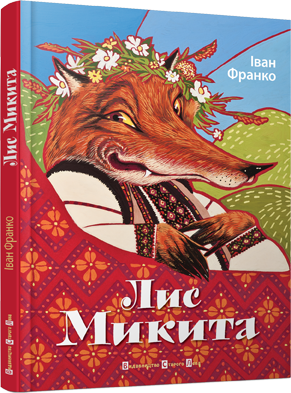 Іван
Франко
Лис
Микита
Видавництво Старого Лева
Лис Микита
Іван Франко
Видавництво Старого Лева